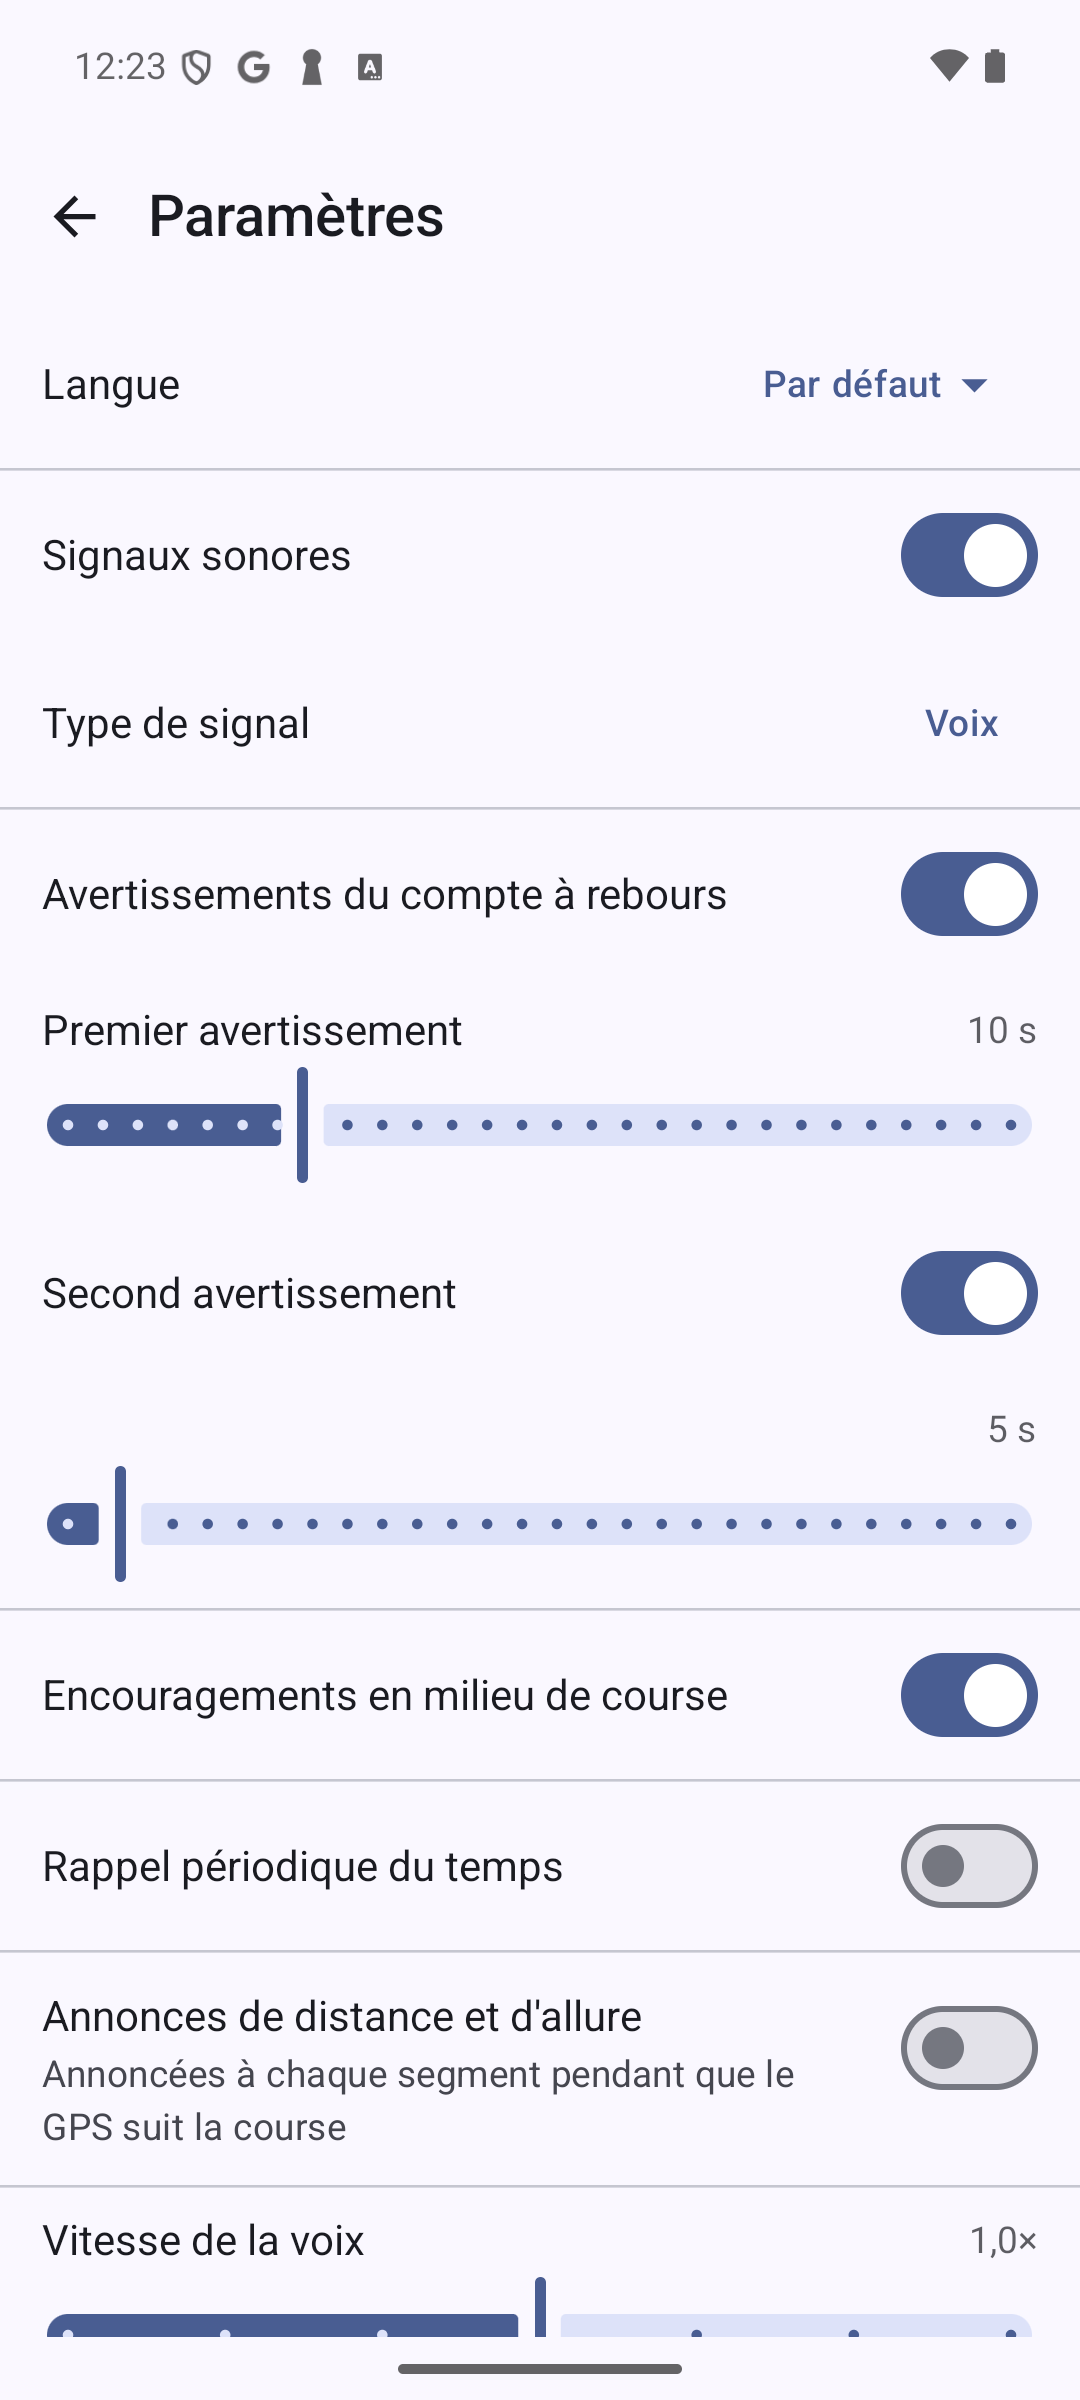 12:23
Paramètres
Langue
Par défaut
Signaux sonores
Type de signal
Voix
Avertissements du compte à rebours
Premier avertissement
10 s
Second avertissement
5 s
Encouragements en milieu de course
Rappel périodique du temps
Annonces de distance et d'allure
Annoncées à chaque segment pendant que le
GPS suit la course
Vitesse de la voix
1,0×